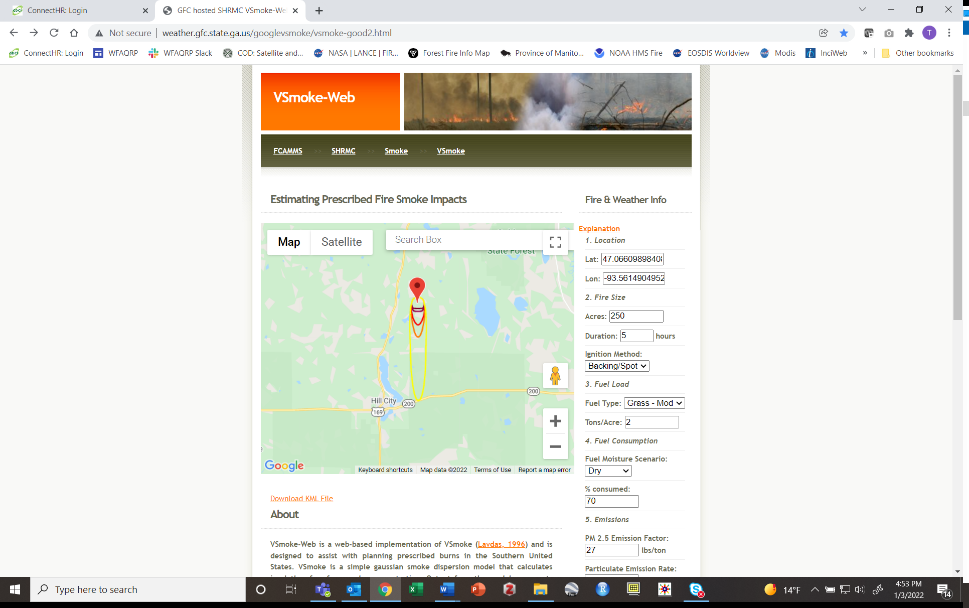 ConnectHR: Login
GFC hosted SHRMC VSmoke-We
Not secure | weather.gfc.state.ga.us/googlevsmoke/vsmoke-good2.html
T
ConnectHR: Login WFAQRP WFAQRP Slack COD: Satellite and... NASA | LANCE | FIR... Forest Fire Info Map Province of Manito... NOAA HMS Fire EOSDIS Worldview Modis InciWeb » Other bookmarks
VSmoke-Web
FCAMMS SHRMC Smoke VSmoke
Estimating Prescribed Fire Smoke Impacts
Map Satellite
Search Box
State Forest
Hill City
200
200
169
Google
Keyboard shortcuts Map data ©2022 Terms of Use Report a map error
Download KML File
About
VSmoke-Web is a web-based implementation of VSmoke (Lavdas, 1996) and is
designed to assist with planning prescribed burns in the Southern United
States. VSmoke is a simple gaussian smoke dispersion model that calculates
Fire & Weather Info
Explanation
1. Location
Lat: 47.0660989840
Lon: -93.5614904952
2. Fire Size
Acres: 250
Duration: 5 hours
Ignition Method:
Backing/Spot
3. Fuel Load
Fuel Type: Grass - Mod
Tons/Acre: 2
4. Fuel Consumption
Fuel Moisture Scenario:
Dry
% consumed:
70
5. Emissions
PM 2.5 Emission Factor:
27 lbs/ton
Particulate Emission Rate:
Type here to search
14°F
4:53 PM
1/3/2022
14